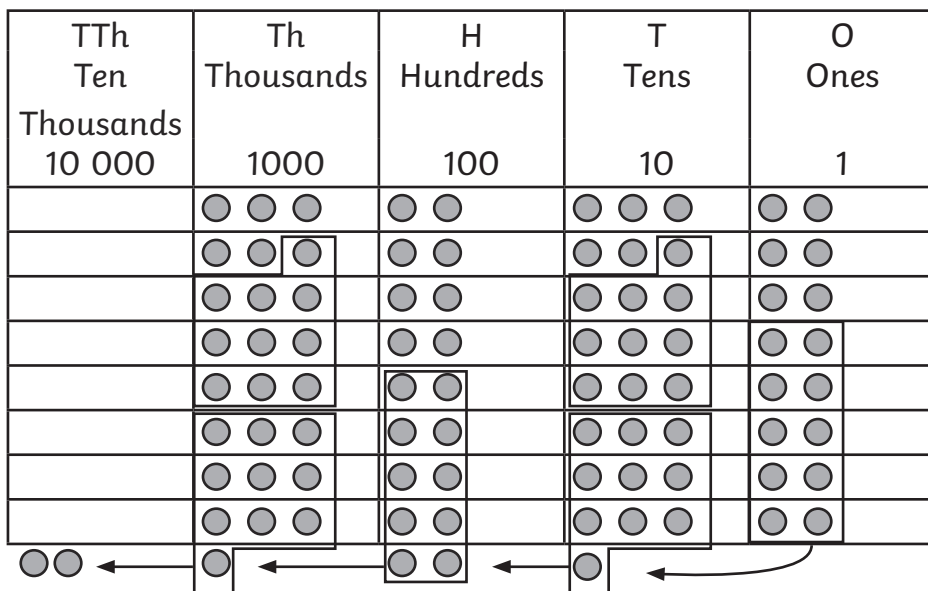 TTh
Ten
Thousands
10 000
Th
Thousands
1000
H
Hundreds
100
T
Tens
10
O
Ones
1